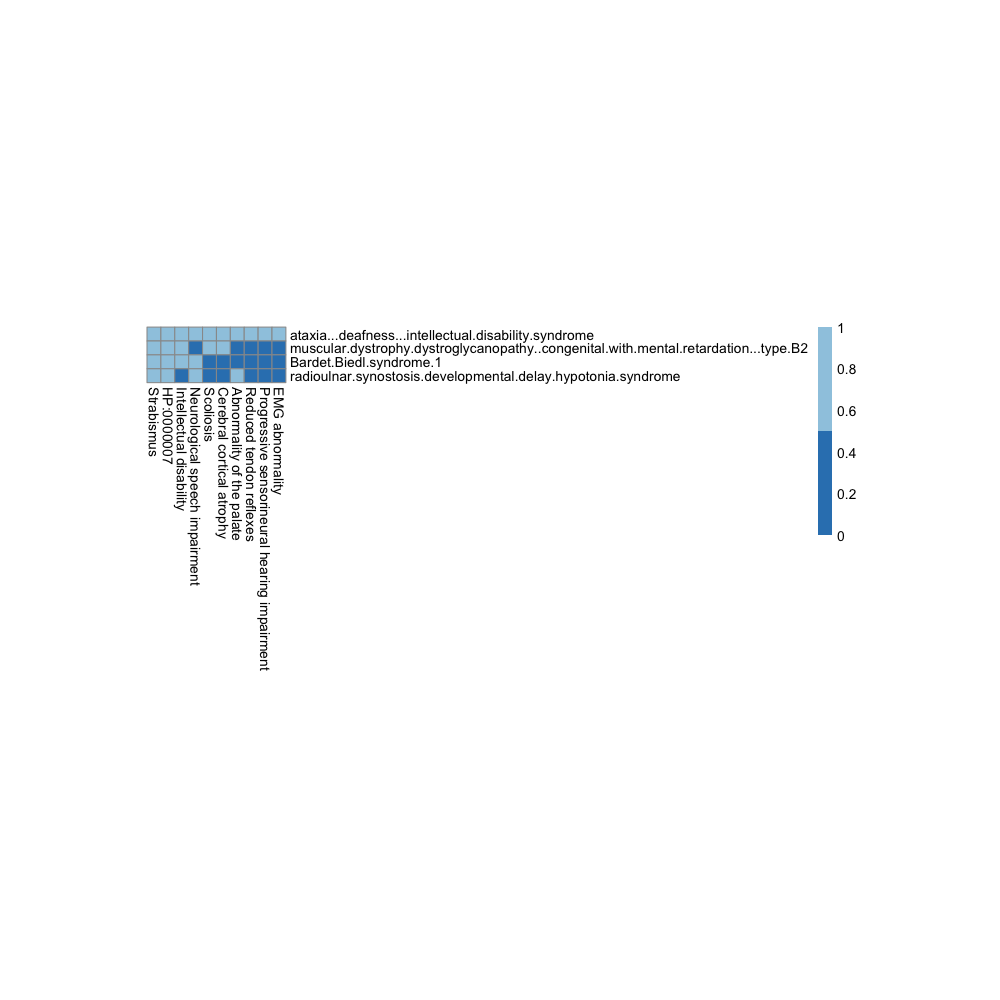 ataxia...deafness...intellectual.disability.syndrome
muscular.dystrophy.dystroglycanopathy..congenital.with.mental.retardation...type.B2
Bardet.Biedl.syndrome.1
radioulnar.synostosis.developmental.delay.hypotonia.syndrome
Strabismus
HP:0000007
Intellectual disability
Neurological speech impairment
Scoliosis
Cerebral cortical atrophy
Abnormality of the palate
Reduced tendon reflexes
Progressive sensorineural hearing impairment
EMG abnormality
1
0.8
0.6
0.4
0.2
0